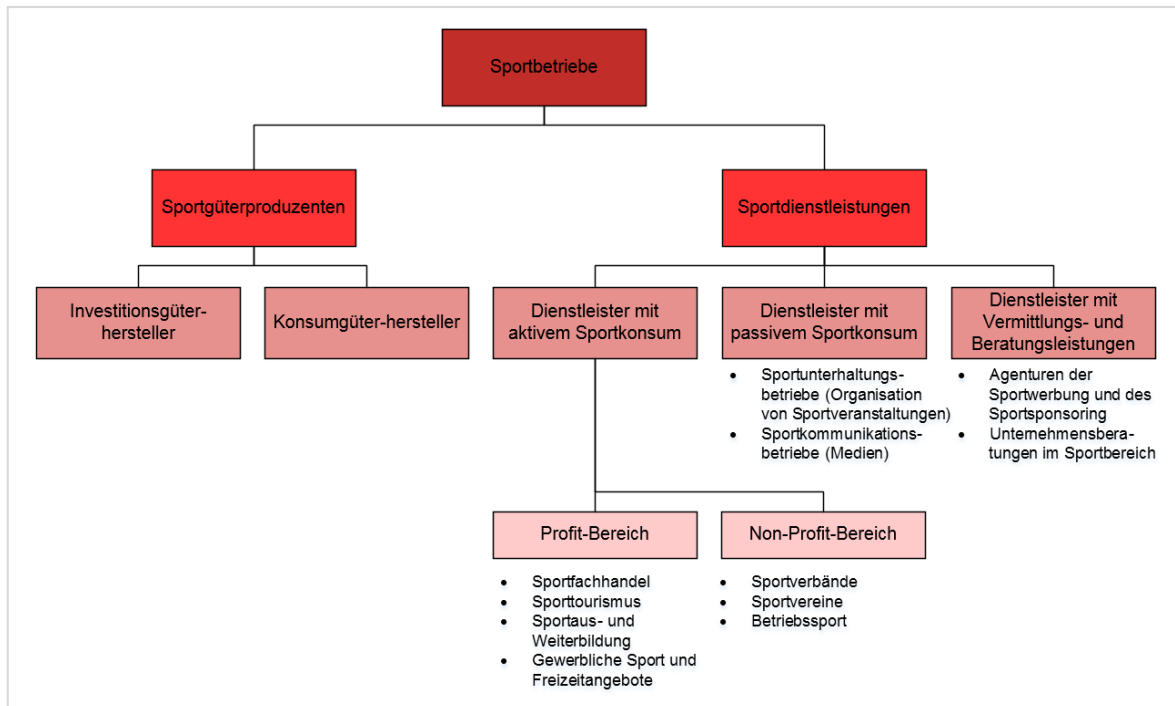 Sportbetriebe
Sportgüterproduzenten
Sportdienstleistungen
Investitionsgüter-
hersteller
Konsumgüter-hersteller
Dienstleister mit
aktivem Sportkonsum
Dienstleister mit
passivem Sportkonsum
Dienstleister mit
Vermittlungs- und
Beratungsleistungen
• Sportunterhaltungs-
betriebe (Organisation
von Sportveranstaltungen)
• Sportkommunikations-
betriebe (Medien)
• Agenturen der
Sportwerbung und des
Sportsponsoring
• Unternehmensbera-
tungen im Sportbereich
Profit-Bereich
Non-Profit-Bereich
• Sportfachhandel
• Sporttourismus
• Sportaus- und
Weiterbildung
• Gewerbliche Sport und
Freizeitangebote
• Sportverbände
• Sportvereine
• Betriebssport